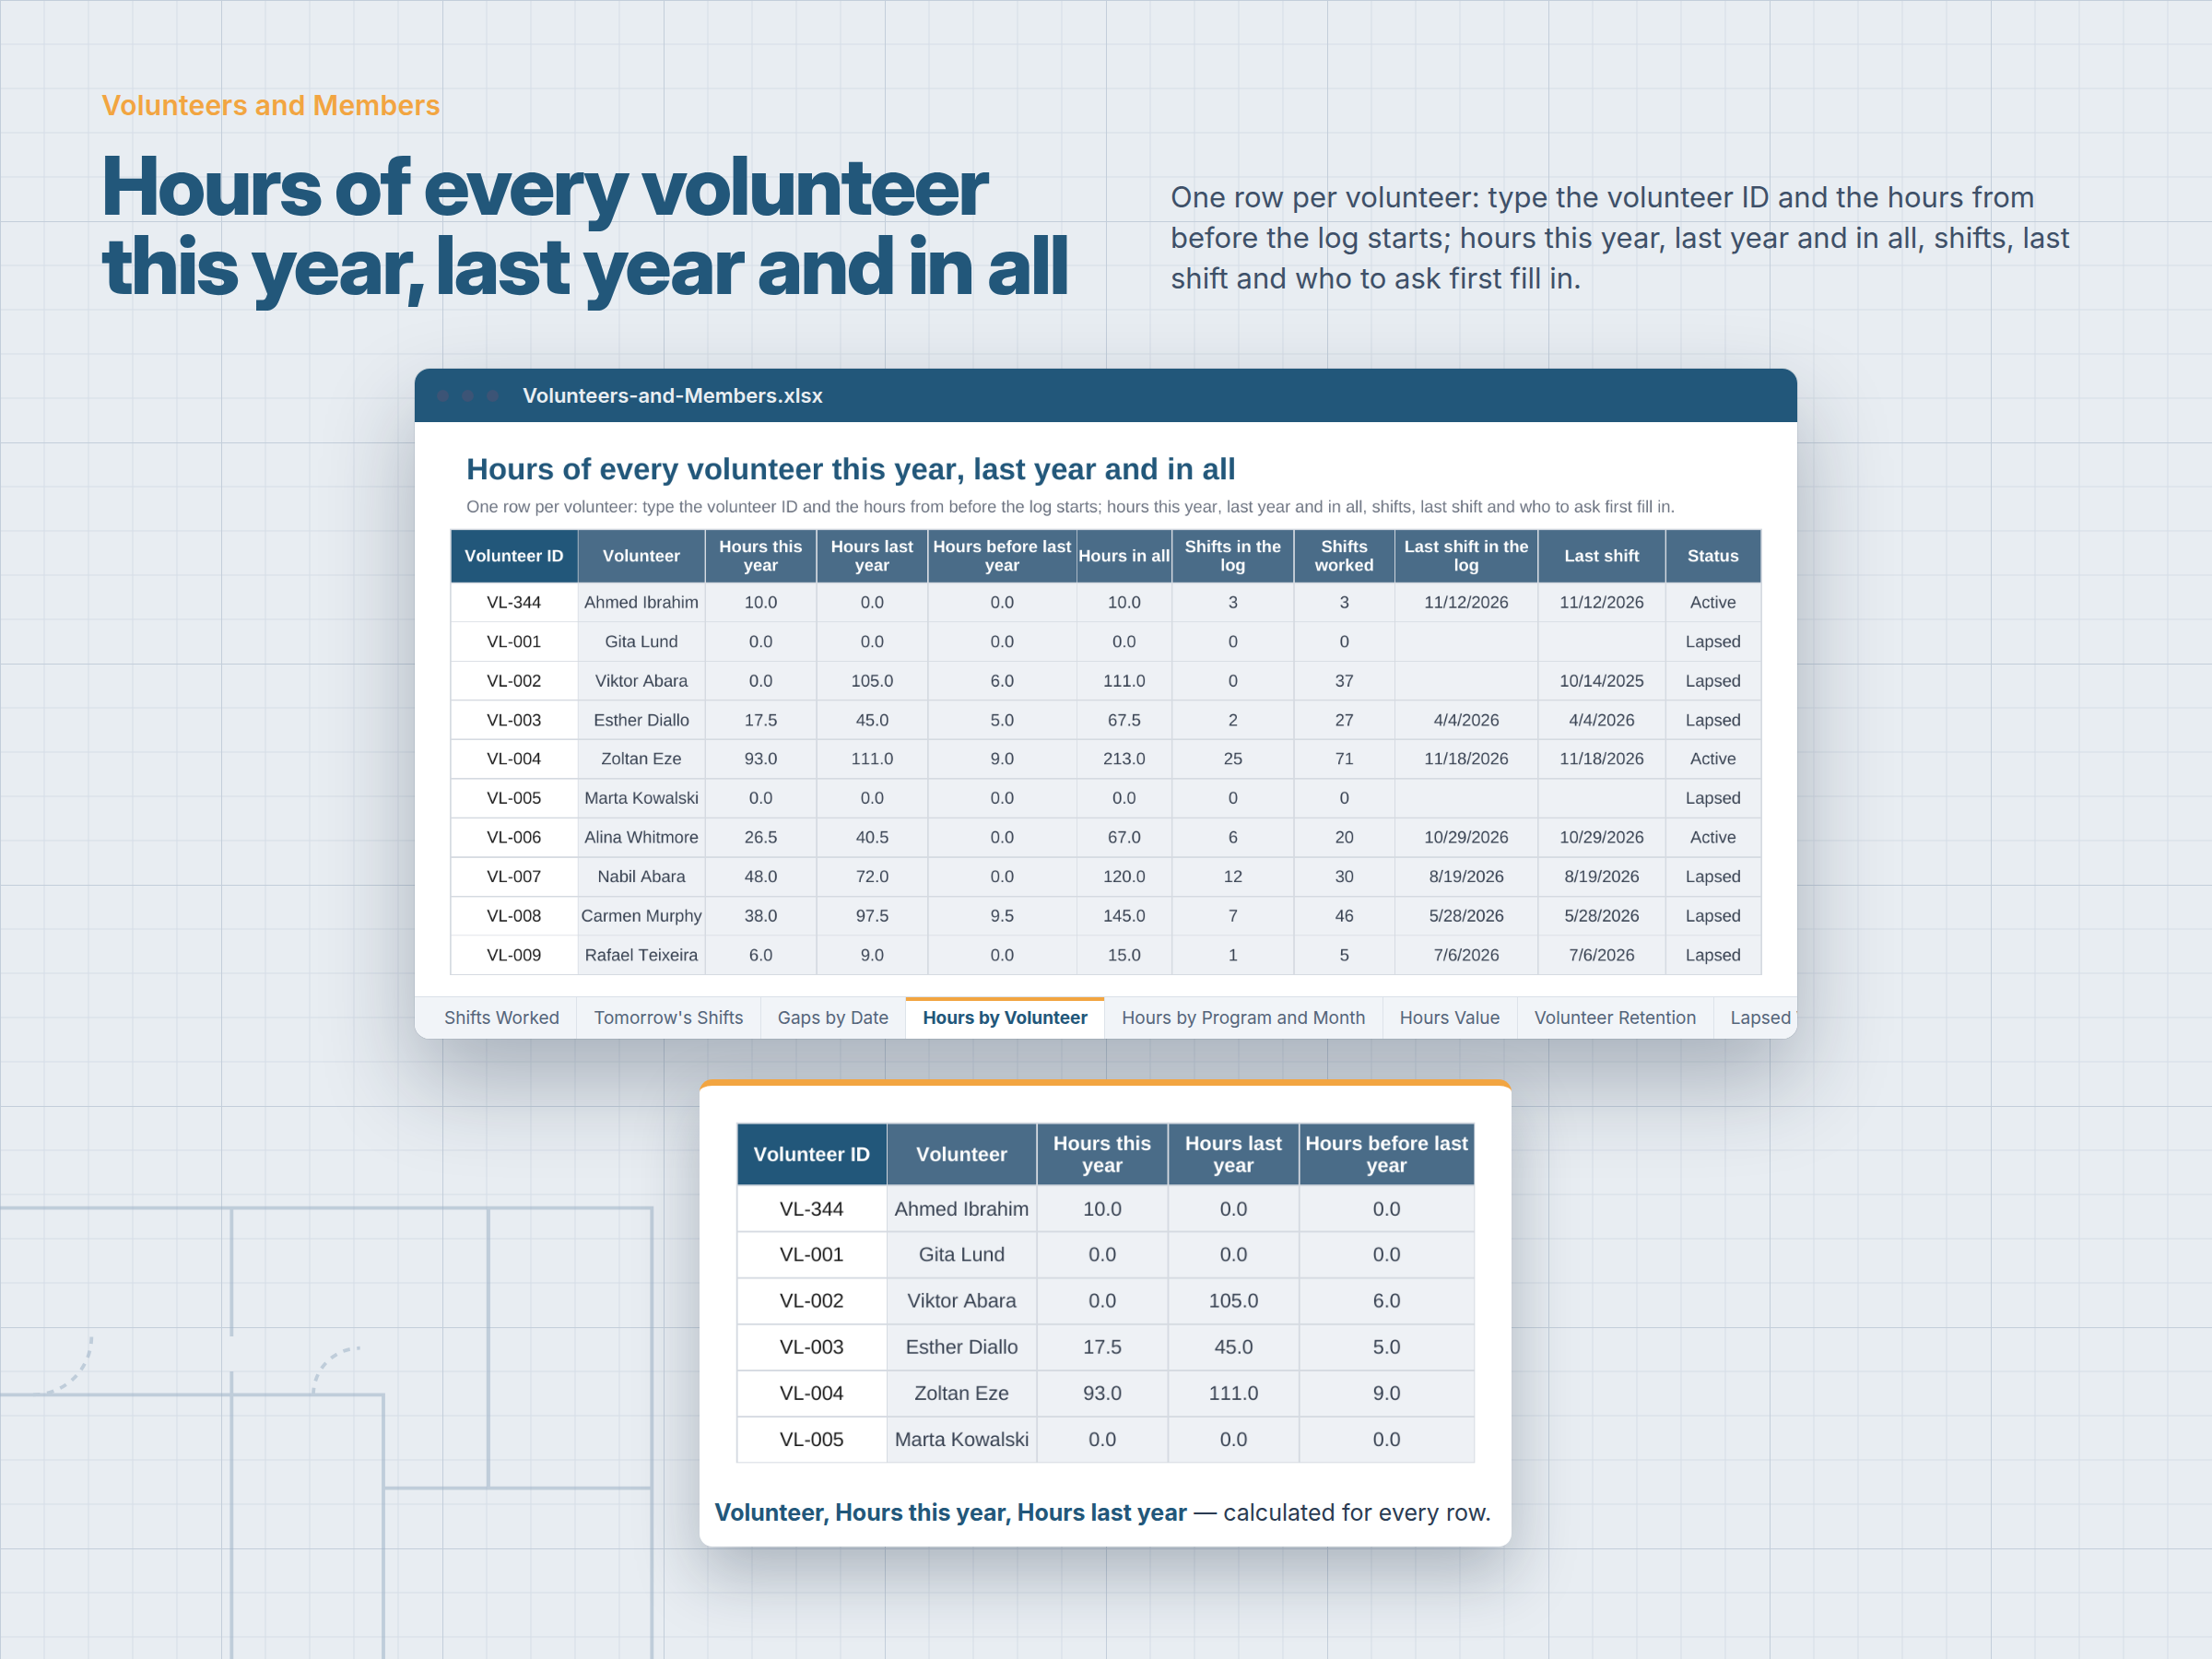 Volunteers and Members
Hours of every volunteer
this year, last year and in all
One row per volunteer: type the volunteer ID and the hours from
before the log starts; hours this year, last year and in all, shifts, last
shift and who to ask first fill in.
Volunteers-and-Members.xlsx
Hours of every volunteer this year, last year and in all
One row per volunteer: type the volunteer ID and the hours from before the log starts; hours this year, last year and in all, shifts, last shift and who to ask first fill in.
Volunteer ID Volunteer Hours this year Hours last year Hours before last year Hours in all Shifts in the log Shifts worked Last shift in the log Last shift Status
VL-344 Ahmed Ibrahim 10.0 0.0 0.0 10.0 3 3 11/12/2026 11/12/2026 Active
VL-001 Gita Lund 0.0 0.0 0.0 0.0 0 0 Lapsed
VL-002 Viktor Abara 0.0 105.0 6.0 111.0 0 37 10/14/2025 Lapsed
VL-003 Esther Diallo 17.5 45.0 5.0 67.5 2 27 4/4/2026 4/4/2026 Lapsed
VL-004 Zoltan Eze 93.0 111.0 9.0 213.0 25 71 11/18/2026 11/18/2026 Active
VL-005 Marta Kowalski 0.0 0.0 0.0 0.0 0 0 Lapsed
VL-006 Alina Whitmore 26.5 40.5 0.0 67.0 6 20 10/29/2026 10/29/2026 Active
VL-007 Nabil Abara 48.0 72.0 0.0 120.0 12 30 8/19/2026 8/19/2026 Lapsed
VL-008 Carmen Murphy 38.0 97.5 9.5 145.0 7 46 5/28/2026 5/28/2026 Lapsed
VL-009 Rafael Teixeira 6.0 9.0 0.0 15.0 1 5 7/6/2026 7/6/2026 Lapsed
Shifts Worked Tomorrow's Shifts Gaps by Date Hours by Volunteer Hours by Program and Month Hours Value Volunteer Retention Lapsed
Volunteer ID Volunteer Hours this year Hours last year Hours before last year
VL-344 Ahmed Ibrahim 10.0 0.0 0.0
VL-001 Gita Lund 0.0 0.0 0.0
VL-002 Viktor Abara 0.0 105.0 6.0
VL-003 Esther Diallo 17.5 45.0 5.0
VL-004 Zoltan Eze 93.0 111.0 9.0
VL-005 Marta Kowalski 0.0 0.0 0.0
Volunteer, Hours this year, Hours last year — calculated for every row.